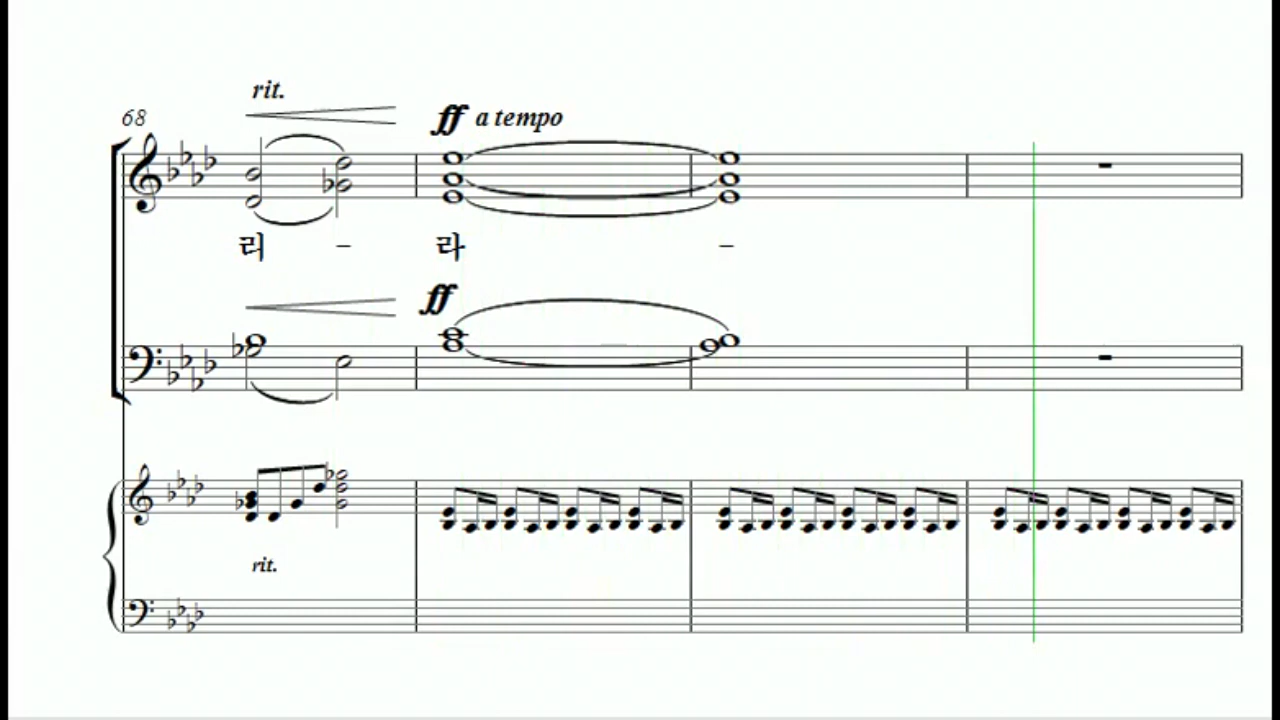 rit.
68
ff a tempo
리 - 라 -
ff
rit.